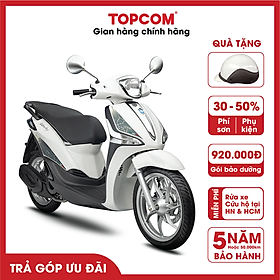 TOPCOM®
Gian hàng chính hãng
QUÀ TẶNG
30 - 50%
Phí sơn
Phụ kiện
920.000Đ
Gói bảo dưỡng
MIỄN PHÍ
Rửa xe
Cứu hộ tại
HN & HCM
5 NĂM
Hoặc 50.000km
BẢO HÀNH
TRẢ GÓP ƯU ĐÃI